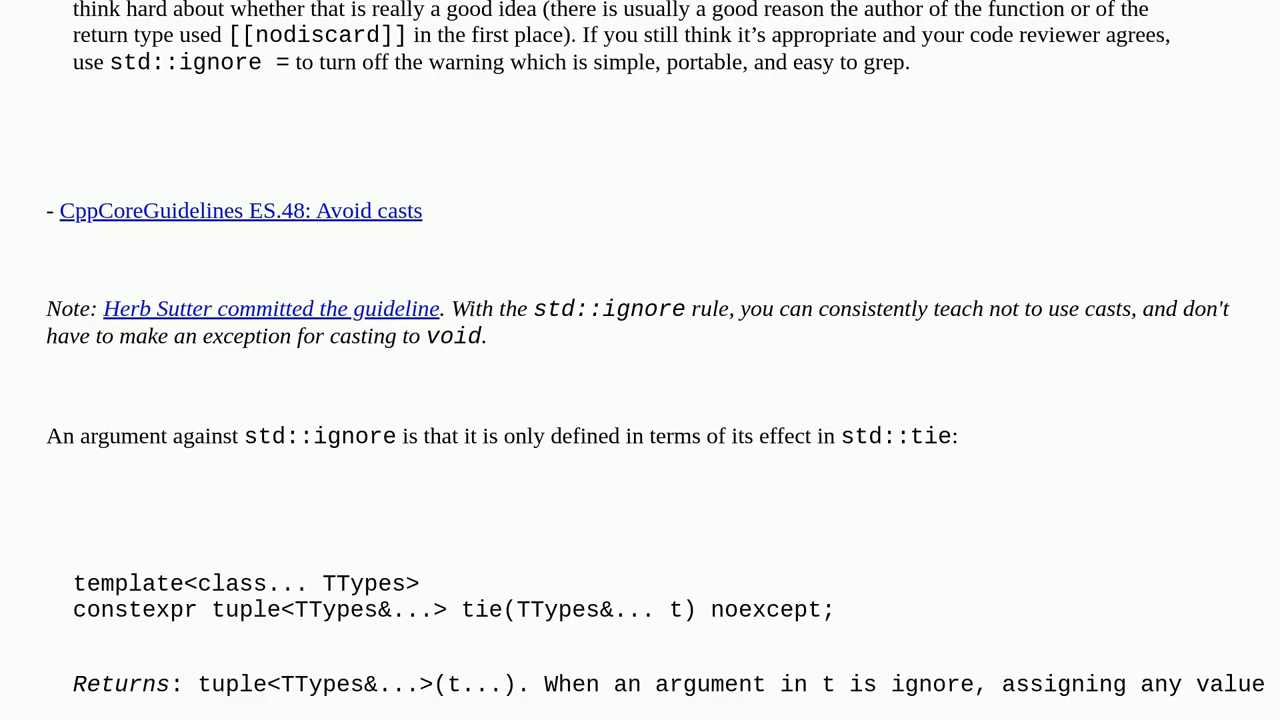 think hard about whether that is really a good idea (there is usually a good reason the author of the function or of the
return type used [[nodiscard]] in the first place). If you still think it’s appropriate and your code reviewer agrees,
use std::ignore = to turn off the warning which is simple, portable, and easy to grep.
- CppCoreGuidelines ES.48: Avoid casts
Note: Herb Sutter committed the guideline. With the std::ignore rule, you can consistently teach not to use casts, and don't
have to make an exception for casting to void.
An argument against std::ignore is that it is only defined in terms of its effect in std::tie:
template<class... TTypes>
constexpr tuple<TTypes&...> tie(TTypes&... t) noexcept;
Returns: tuple<TTypes&...>(t...). When an argument in t is ignore, assigning any value